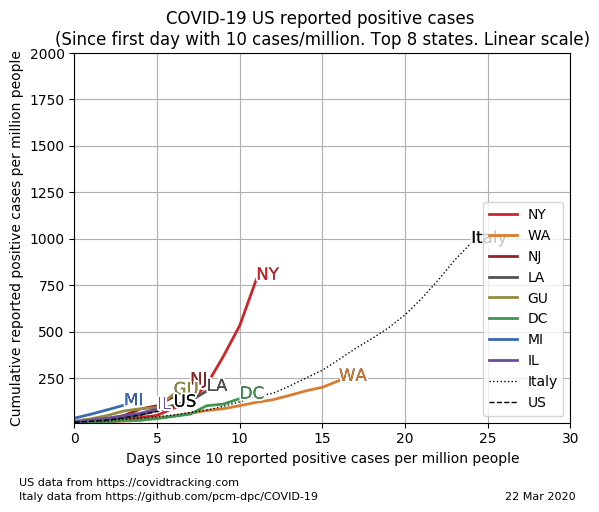 COVID-19 US reported positive cases
(Since first day with 10 cases/million. Top 8 states. Linear scale)
Cumulative reported positive cases per million people
2000
1750
1500
1250
1000
750
500
250
0
5
10
15
20
25
30
Days since 10 reported positive cases per million people
NY
WA
NJ
LA
GU
DC
MI
IL
US
Italy
NY
WA
NJ
LA
GU
DC
MI
IL
Italy
US
US data from https://covidtracking.com
Italy data from https://github.com/pcm-dpc/COVID-19
22 Mar 2020